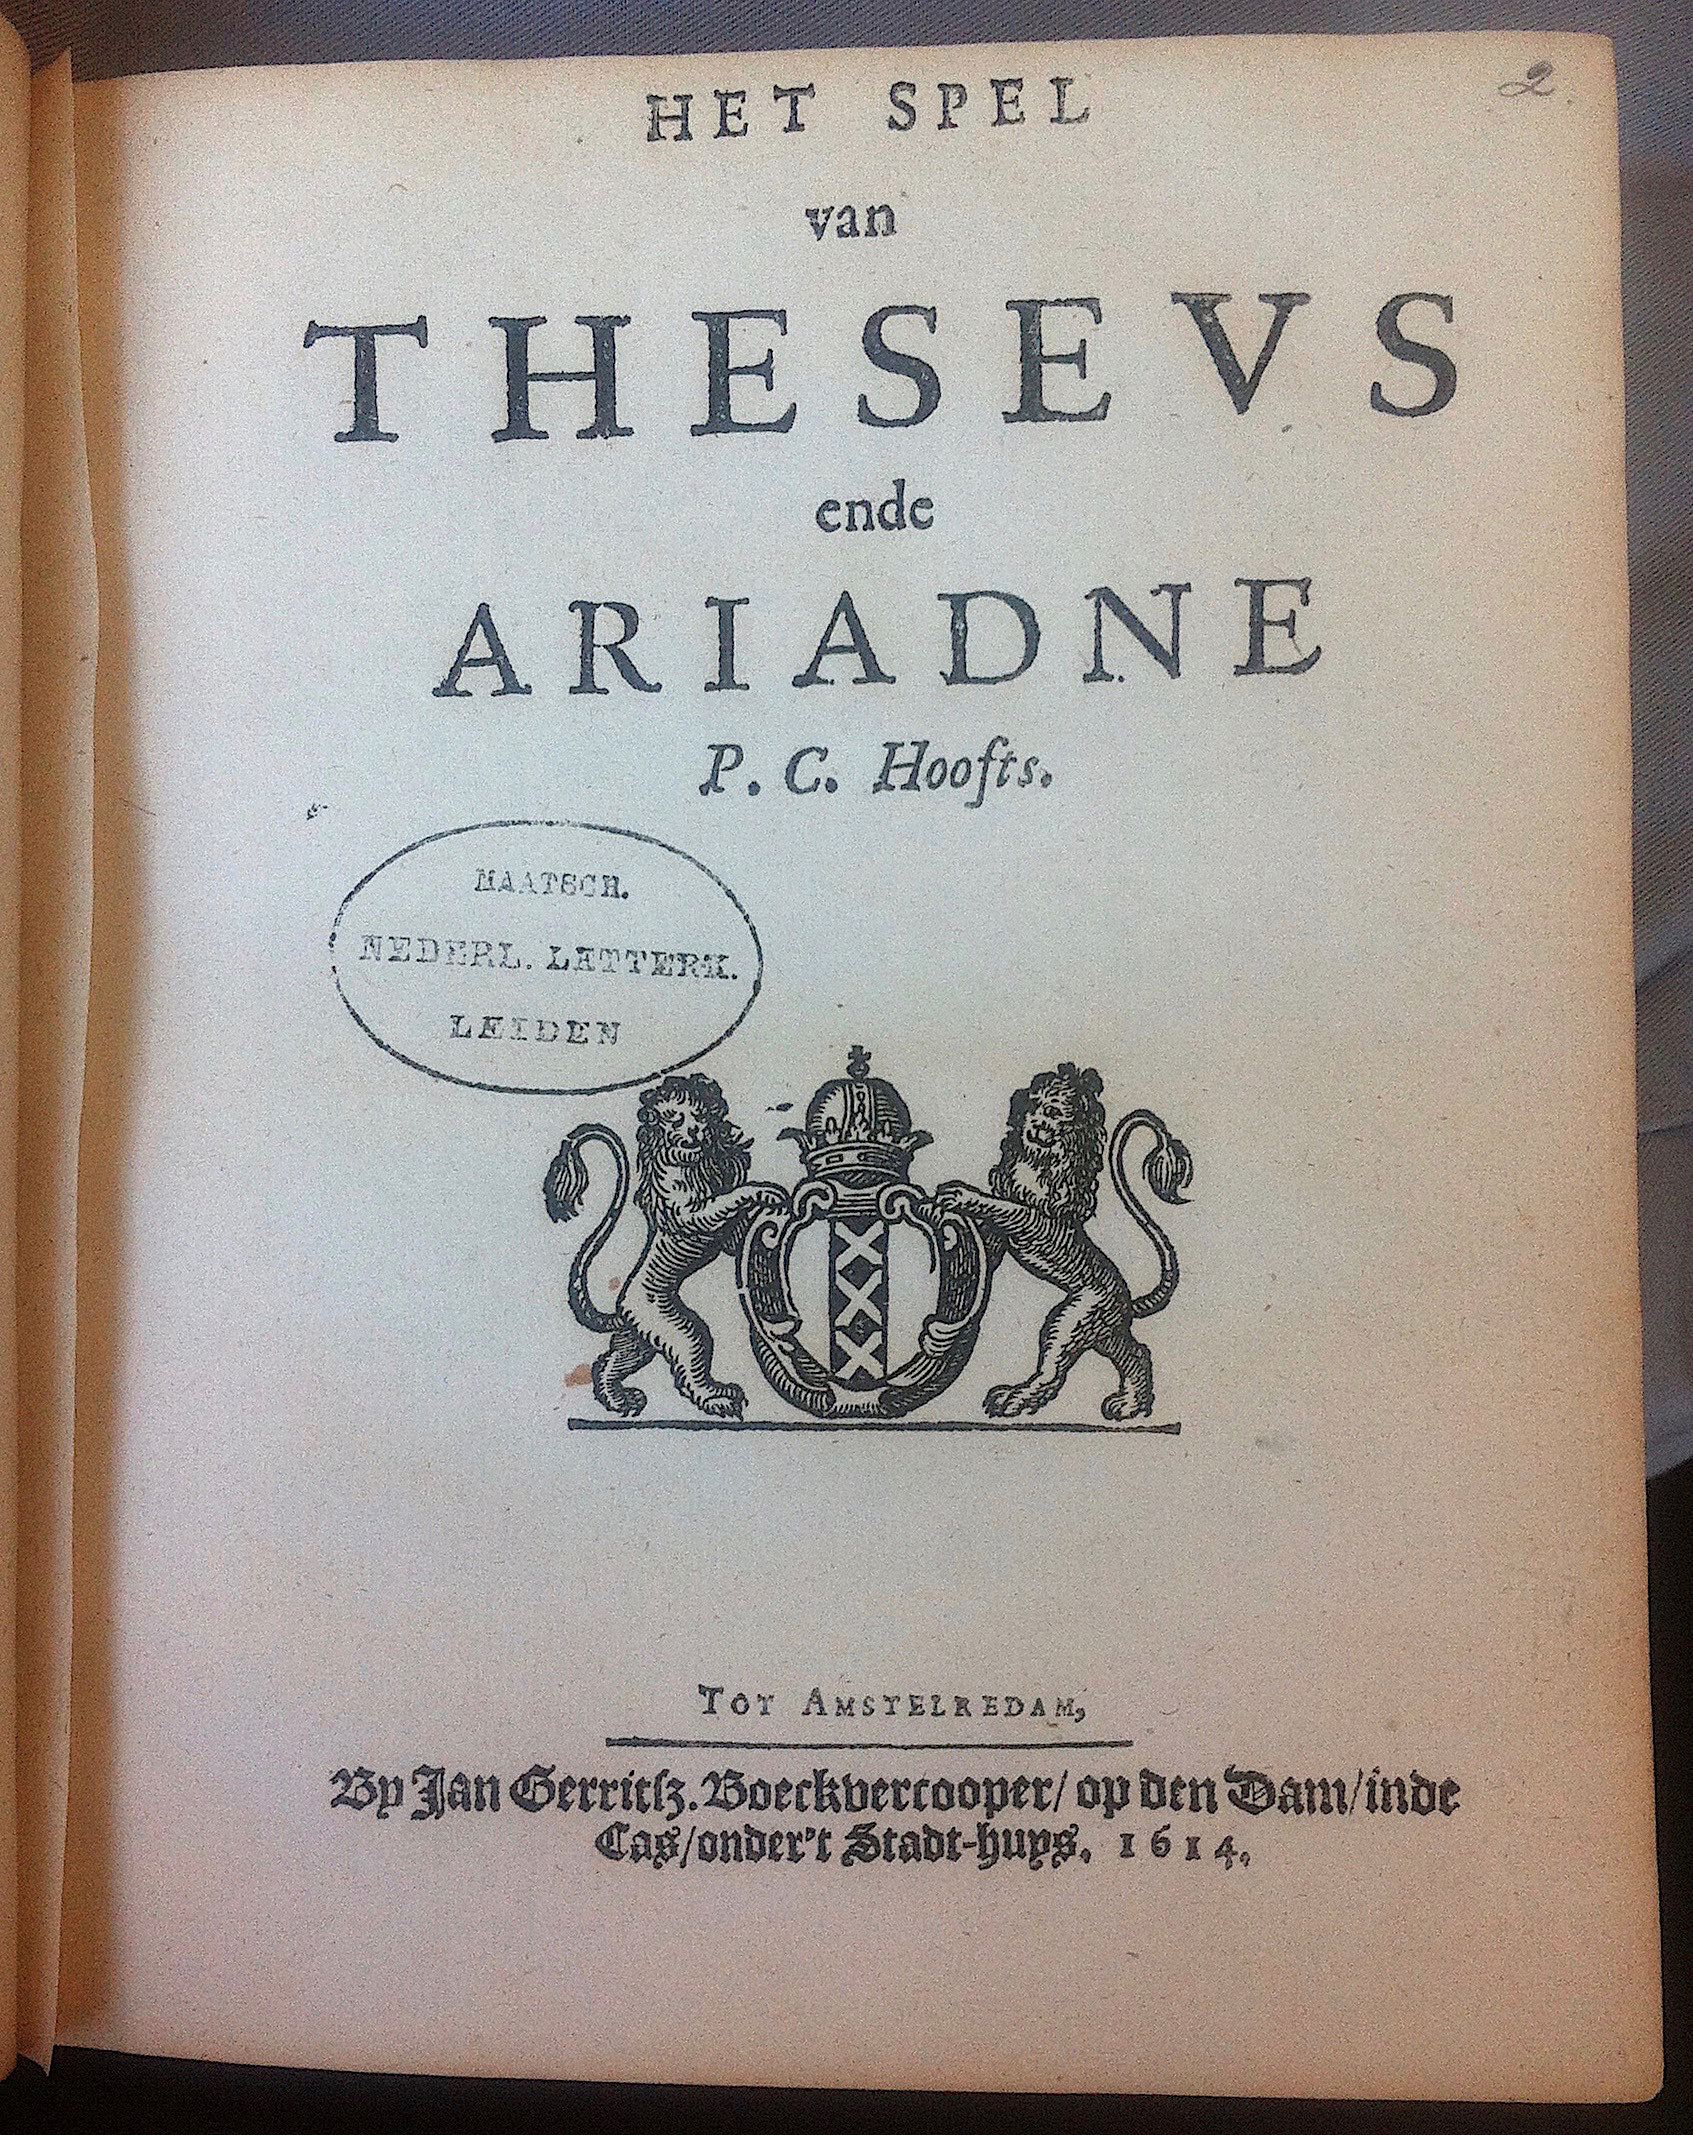 2
HET SPEL
van
THESEVS
ende
ARIADNE
P. C. Hoofts.
MAATSCH.
NEDERL. LETTERK.
LEIDEN
TOT AMSTELREDAM,
By Jan Gerritsz. Boeckvercooper/ op den Dam/ inde
Cas/ onder't Stadt-huys. 1614.